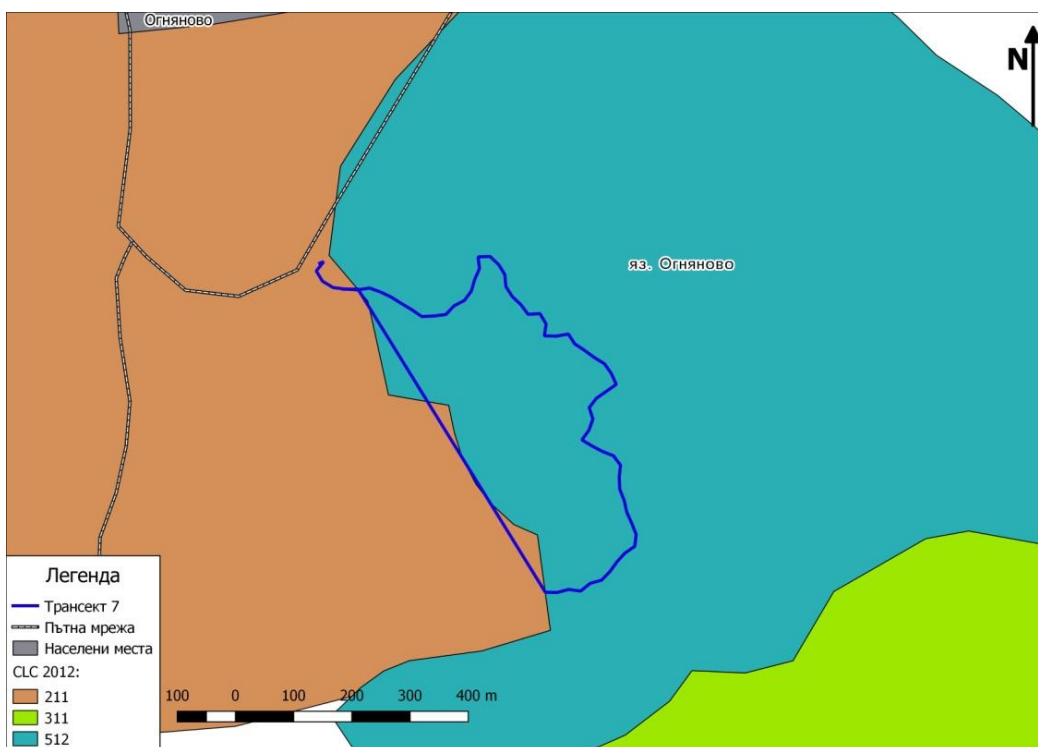 Огняново
N
яз. Огняново
Легенда
Трансект 7
Пътна мрежа
Населени места
CLC 2012:
211
311
512
100 0 100 200 300 400 m